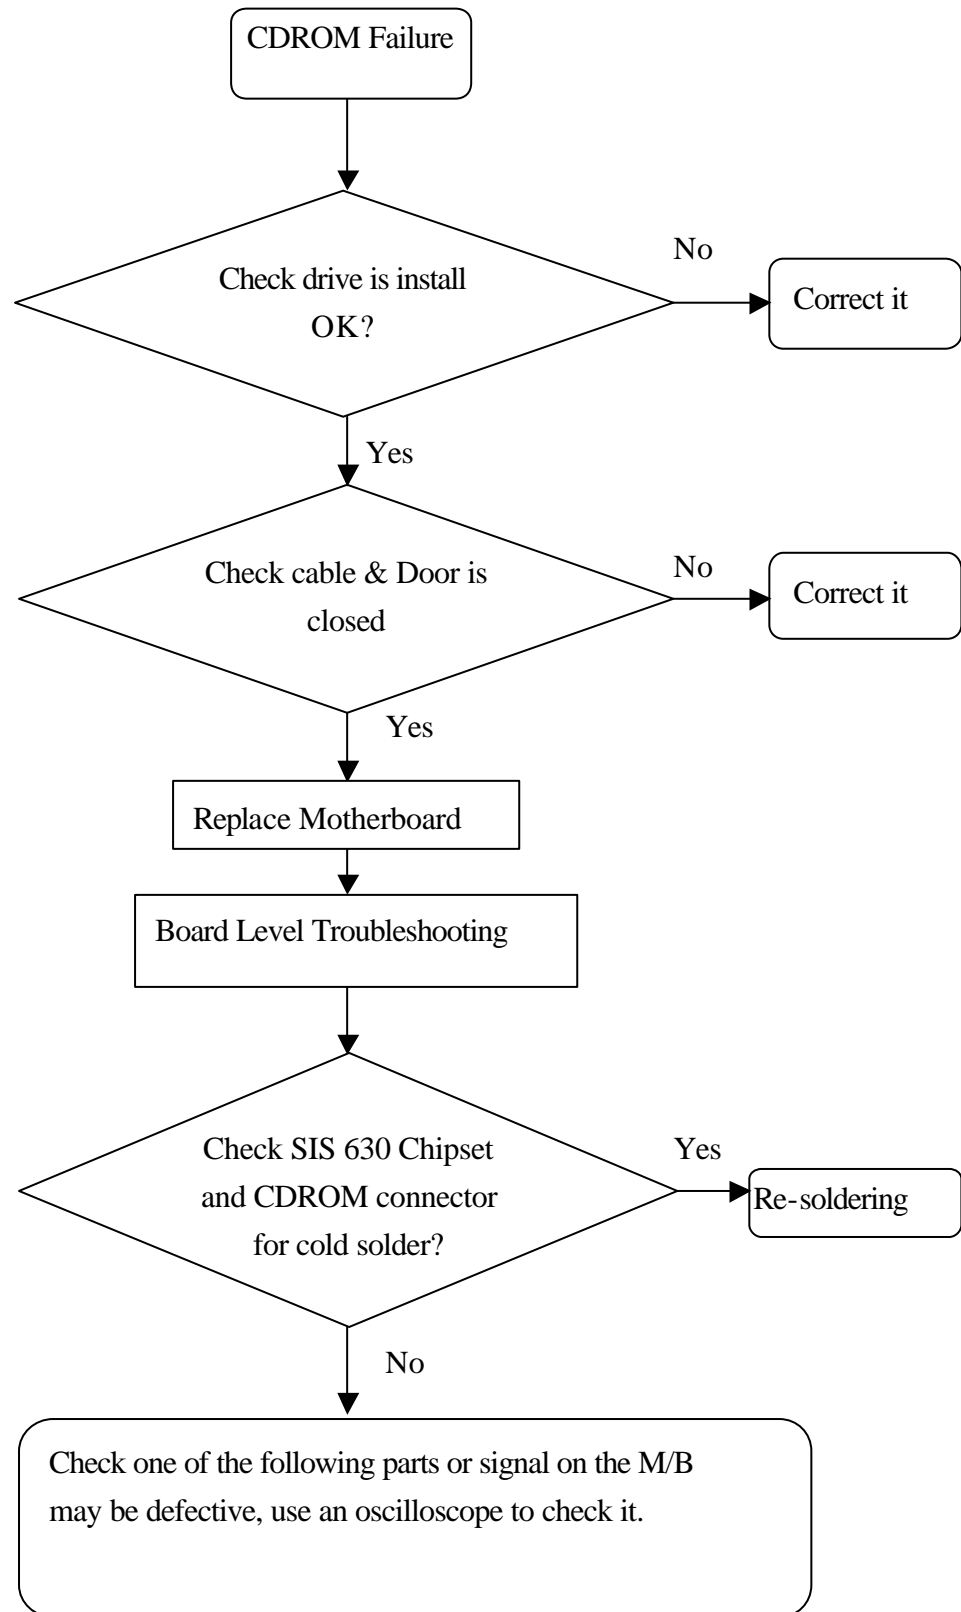 CDROM Failure
No
Check drive is install
OK?
Correct it
Yes
No
Check cable & Door is
closed
Correct it
Yes
Replace Motherboard
Board Level Troubleshooting
Check SIS 630 Chipset
and CDROM connector
for cold solder?
Yes
Re-soldering
No
Check one of the following parts or signal on the M/B
may be defective, use an oscilloscope to check it.